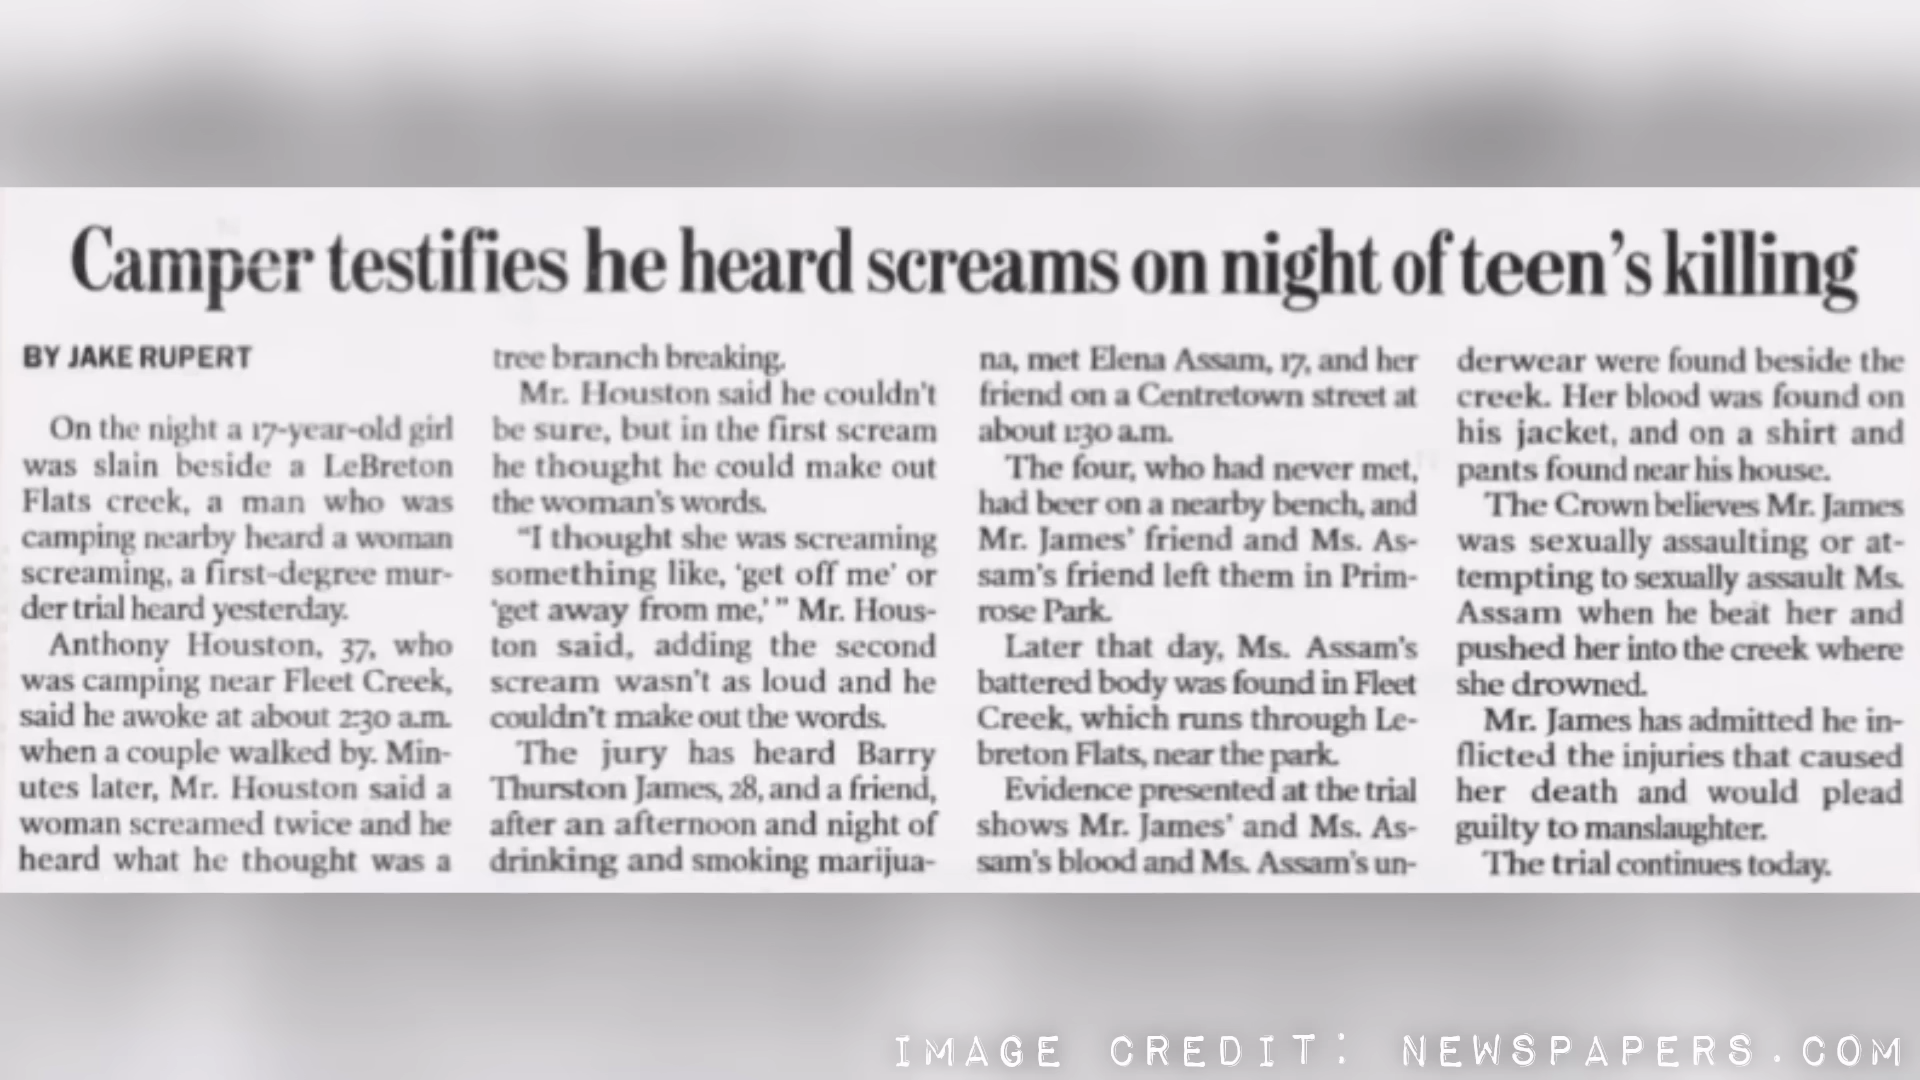 Camper testifies he heard screams on night of teen's killing
BY JAKE RUPERT
On the night a 17-year-old girl
was slain beside a LeBreton
Flats creek, a man who was
camping nearby heard a woman
screaming, a first-degree mur-
der trial heard yesterday.
Anthony Houston, 37, who
was camping near Fleet Creek,
said he awoke at about 2:30 a.m.
when a couple walked by. Min-
utes later, Mr. Houston said a
woman screamed twice and he
heard what he thought was a
tree branch breaking.
Mr. Houston said he couldn't
be sure, but in the first scream
he thought he could make out
the woman's words.
"I thought she was screaming
something like, 'get off me' or
'get away from me,' " Mr. Hous-
ton said, adding the second
scream wasn't as loud and he
couldn't make out the words.
The jury has heard Barry
Thurston James, 28, and a friend,
after an afternoon and night of
drinking and smoking marijua-
na, met Elena Assam, 17, and her
friend on a Centretown street at
about 1:30 a.m.
The four, who had never met,
had beer on a nearby bench, and
Mr. James' friend and Ms. As-
sam's friend left them in Prim-
rose Park.
Later that day, Ms. Assam's
battered body was found in Fleet
Creek, which runs through Le-
breton Flats, near the park.
Evidence presented at the trial
shows Mr. James' and Ms. As-
sam's blood and Ms. Assam's un-
derwear were found beside the
creek. Her blood was found on
his jacket, and on a shirt and
pants found near his house.
The Crown believes Mr. James
was sexually assaulting or at-
tempting to sexually assault Ms.
Assam when he beat her and
pushed her into the creek where
she drowned.
Mr. James has admitted he in-
flicted the injuries that caused
her death and would plead
guilty to manslaughter.
The trial continues today.
IMAGE CREDIT: NEWSPAPERS.COM